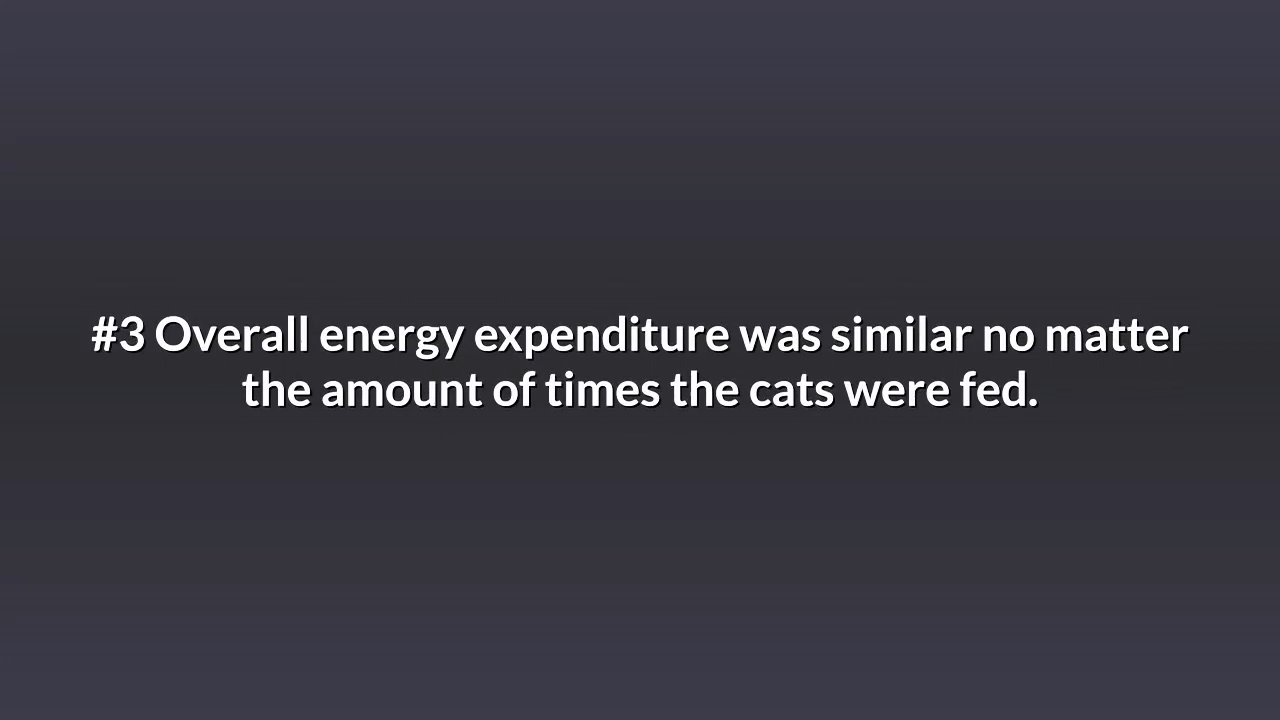 #3 Overall energy expenditure was similar no matter
the amount of times the cats were fed.